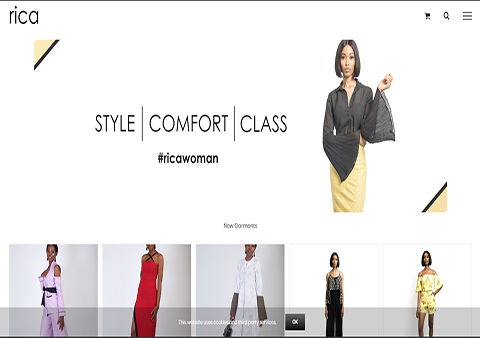 rica
STYLE | COMFORT | CLASS
#ricawoman
New Garments
This website uses cookies and third party services.
OK